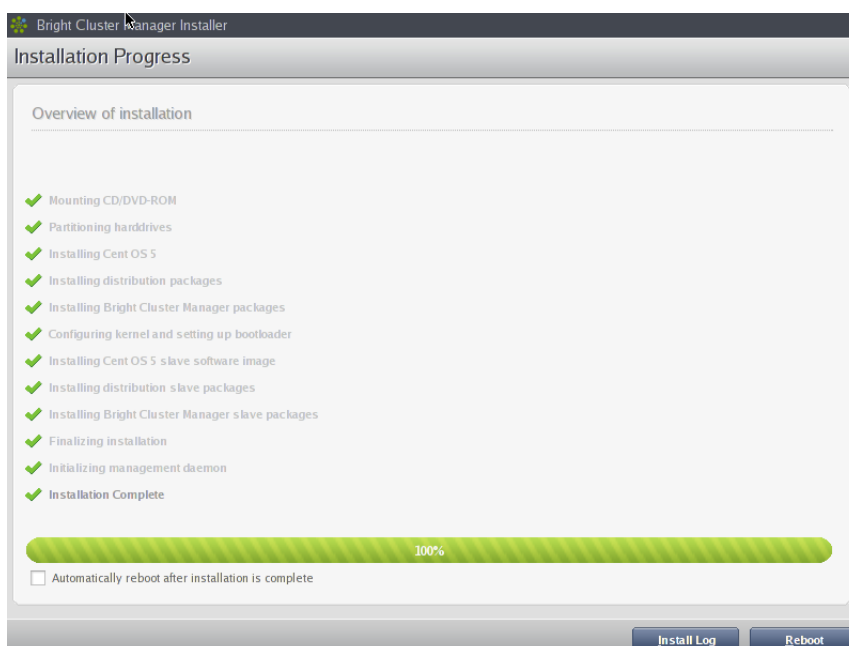 Bright Cluster Manager Installer
Installation Progress
Overview of installation
Mounting CD/DVD-ROM
Partitioning harddrives
Installing Cent OS 5
Installing distribution packages
Installing Bright Cluster Manager packages
Configuring kernel and setting up bootloader
Installing Cent OS 5 slave software image
Installing distribution slave packages
Installing Bright Cluster Manager slave packages
Finalizing installation
Initializing management daemon
Installation Complete
100%
Automatically reboot after installation is complete
Install Log
Reboot